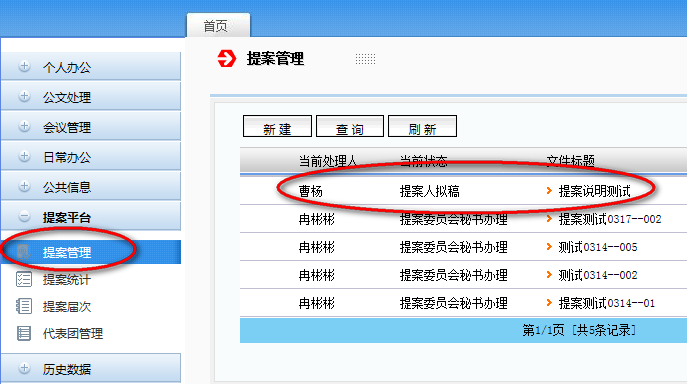 首页
个人办公
公文处理
会议管理
日常办公
公共信息
提案平台
提案管理
提案统计
提案届次
代表团管理
历史数据
提案管理
新 建 查 询 刷 新
当前处理人 当前状态 文件标题
曹杨 提案人拟稿 提案说明测试
冉彬彬 提案委员会秘书办理 提案测试0317--002
冉彬彬 提案委员会秘书办理 测试0314--005
冉彬彬 提案委员会秘书办理 测试0314--002
冉彬彬 提案委员会秘书办理 提案测试0314--01
第1/1页 [共5条记录]